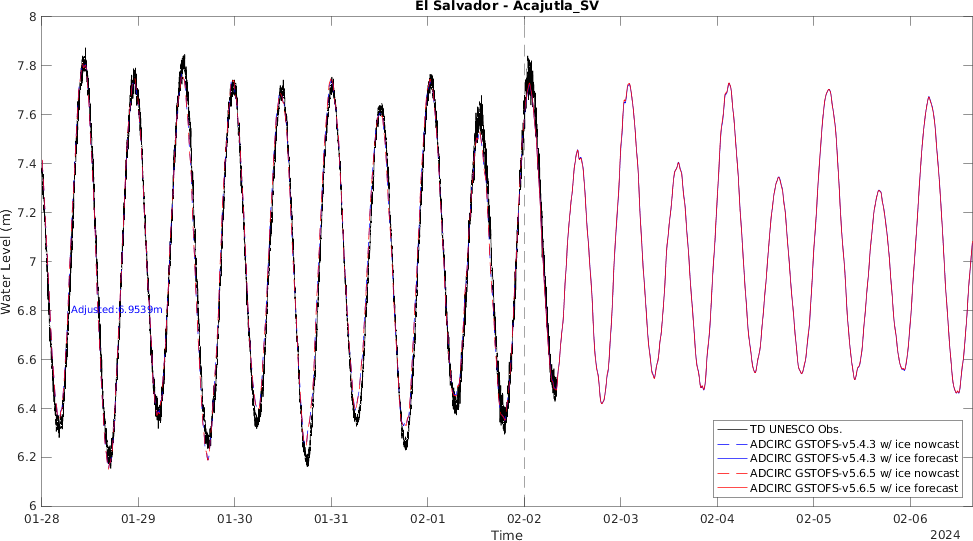 El Salvador - Acajutla_SV
8
7.8
7.6
7.4
7.2
7
6.8
6.6
6.4
6.2
6
Water Level (m)
Adjusted:6.9539m
TD UNESCO Obs.
ADCIRC GSTOFS-v5.4.3 w/ ice nowcast
ADCIRC GSTOFS-v5.4.3 w/ ice forecast
ADCIRC GSTOFS-v5.6.5 w/ ice nowcast
ADCIRC GSTOFS-v5.6.5 w/ ice forecast
01-28 01-29 01-30 01-31 02-01 02-02 02-03 02-04 02-05 02-06
Time
2024